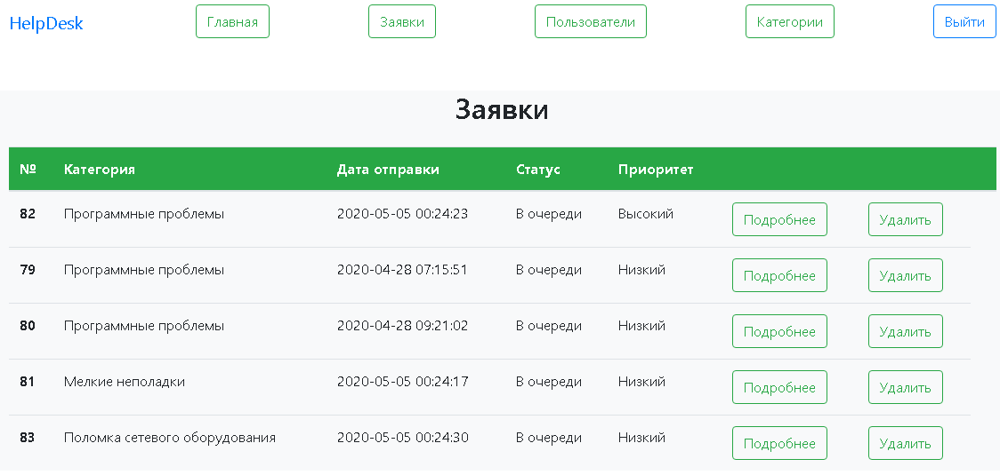 HelpDesk Главная Заявки Пользователи Категории Выйти
Заявки
№ Категория Дата отправки Статус Приоритет
82 Программные проблемы 2020-05-05 00:24:23 В очереди Высокий Подробнее Удалить
79 Программные проблемы 2020-04-28 07:15:51 В очереди Низкий Подробнее Удалить
80 Программные проблемы 2020-04-28 09:21:02 В очереди Низкий Подробнее Удалить
81 Мелкие неполадки 2020-05-05 00:24:17 В очереди Низкий Подробнее Удалить
83 Поломка сетевого оборудования 2020-05-05 00:24:30 В очереди Низкий Подробнее Удалить